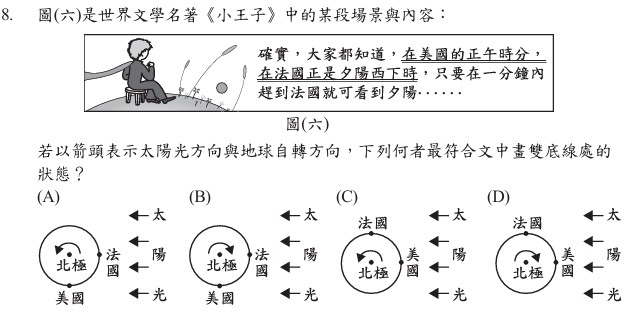 8. 圖(六)是世界文學名著《小王子》中的某段場景與內容：
確實，大家都知道，在美國的正午時分，
在法國正是夕陽西下時，只要在一分鐘內
趕到法國就可看到夕陽……
圖(六)
若以箭頭表示太陽光方向與地球自轉方向，下列何者最符合文中畫雙底線處的
狀態？
(A) (B) (C) (D)
北極 法國 美國 太陽光
北極 法國 美國 太陽光
法國 北極 美國 太陽光
法國 北極 美國 太陽光